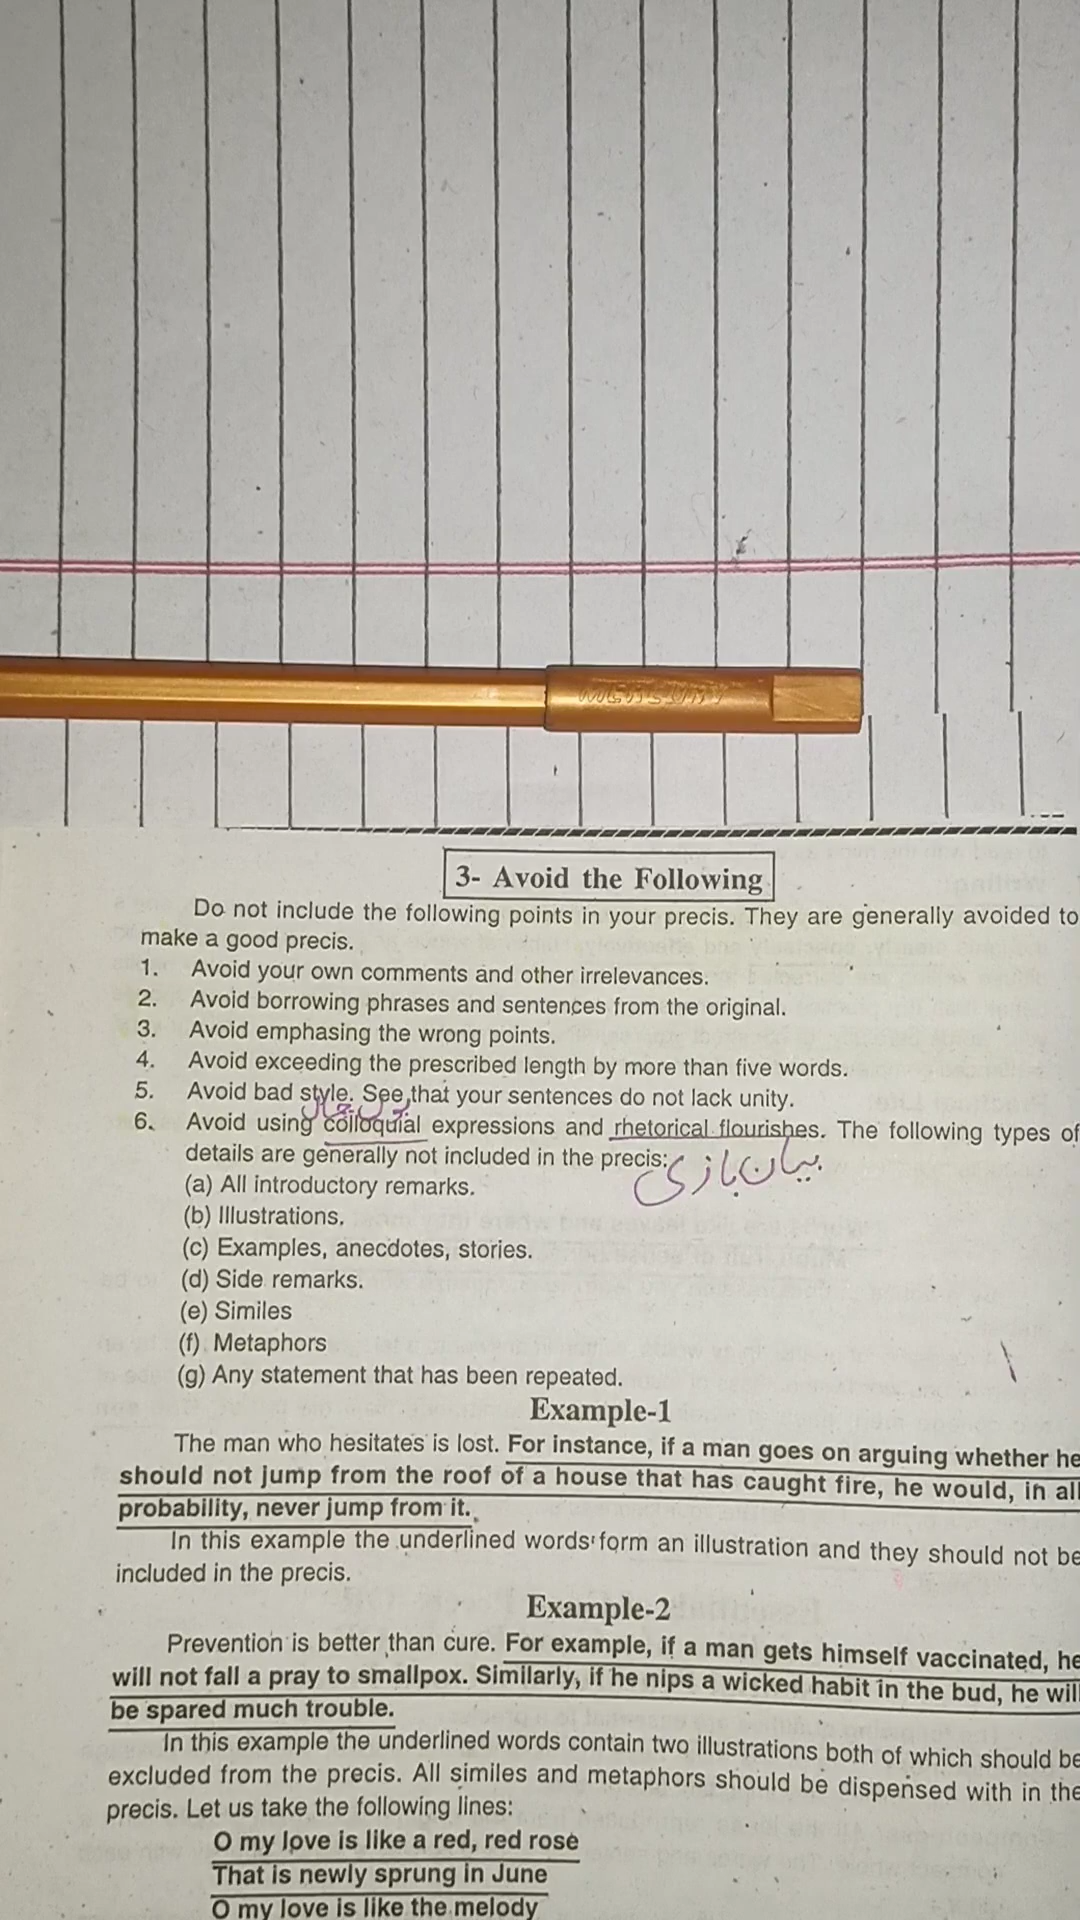 MERCURY
3- Avoid the Following
Do not include the following points in your precis. They are generally avoided to
make a good precis.
1. Avoid your own comments and other irrelevances.
2. Avoid borrowing phrases and sentences from the original.
3. Avoid emphasing the wrong points.
4. Avoid exceeding the prescribed length by more than five words.
5. Avoid bad style. See that your sentences do not lack unity.
بول چال
6. Avoid using colloquial expressions and rhetorical flourishes. The following types of
details are generally not included in the precis:
بیان بازی
(a) All introductory remarks.
(b) Illustrations.
(c) Examples, anecdotes, stories.
(d) Side remarks.
(e) Similes
(f) Metaphors
(g) Any statement that has been repeated.
Example-1
The man who hesitates is lost. For instance, if a man goes on arguing whether he
should not jump from the roof of a house that has caught fire, he would, in all
probability, never jump from it.
In this example the underlined words form an illustration and they should not be
included in the precis.
Example-2
Prevention is better than cure. For example, if a man gets himself vaccinated, he
will not fall a pray to smallpox. Similarly, if he nips a wicked habit in the bud, he will
be spared much trouble.
In this example the underlined words contain two illustrations both of which should be
excluded from the precis. All similes and metaphors should be dispensed with in the
precis. Let us take the following lines:
O my love is like a red, red rose
That is newly sprung in June
O my love is like the melody